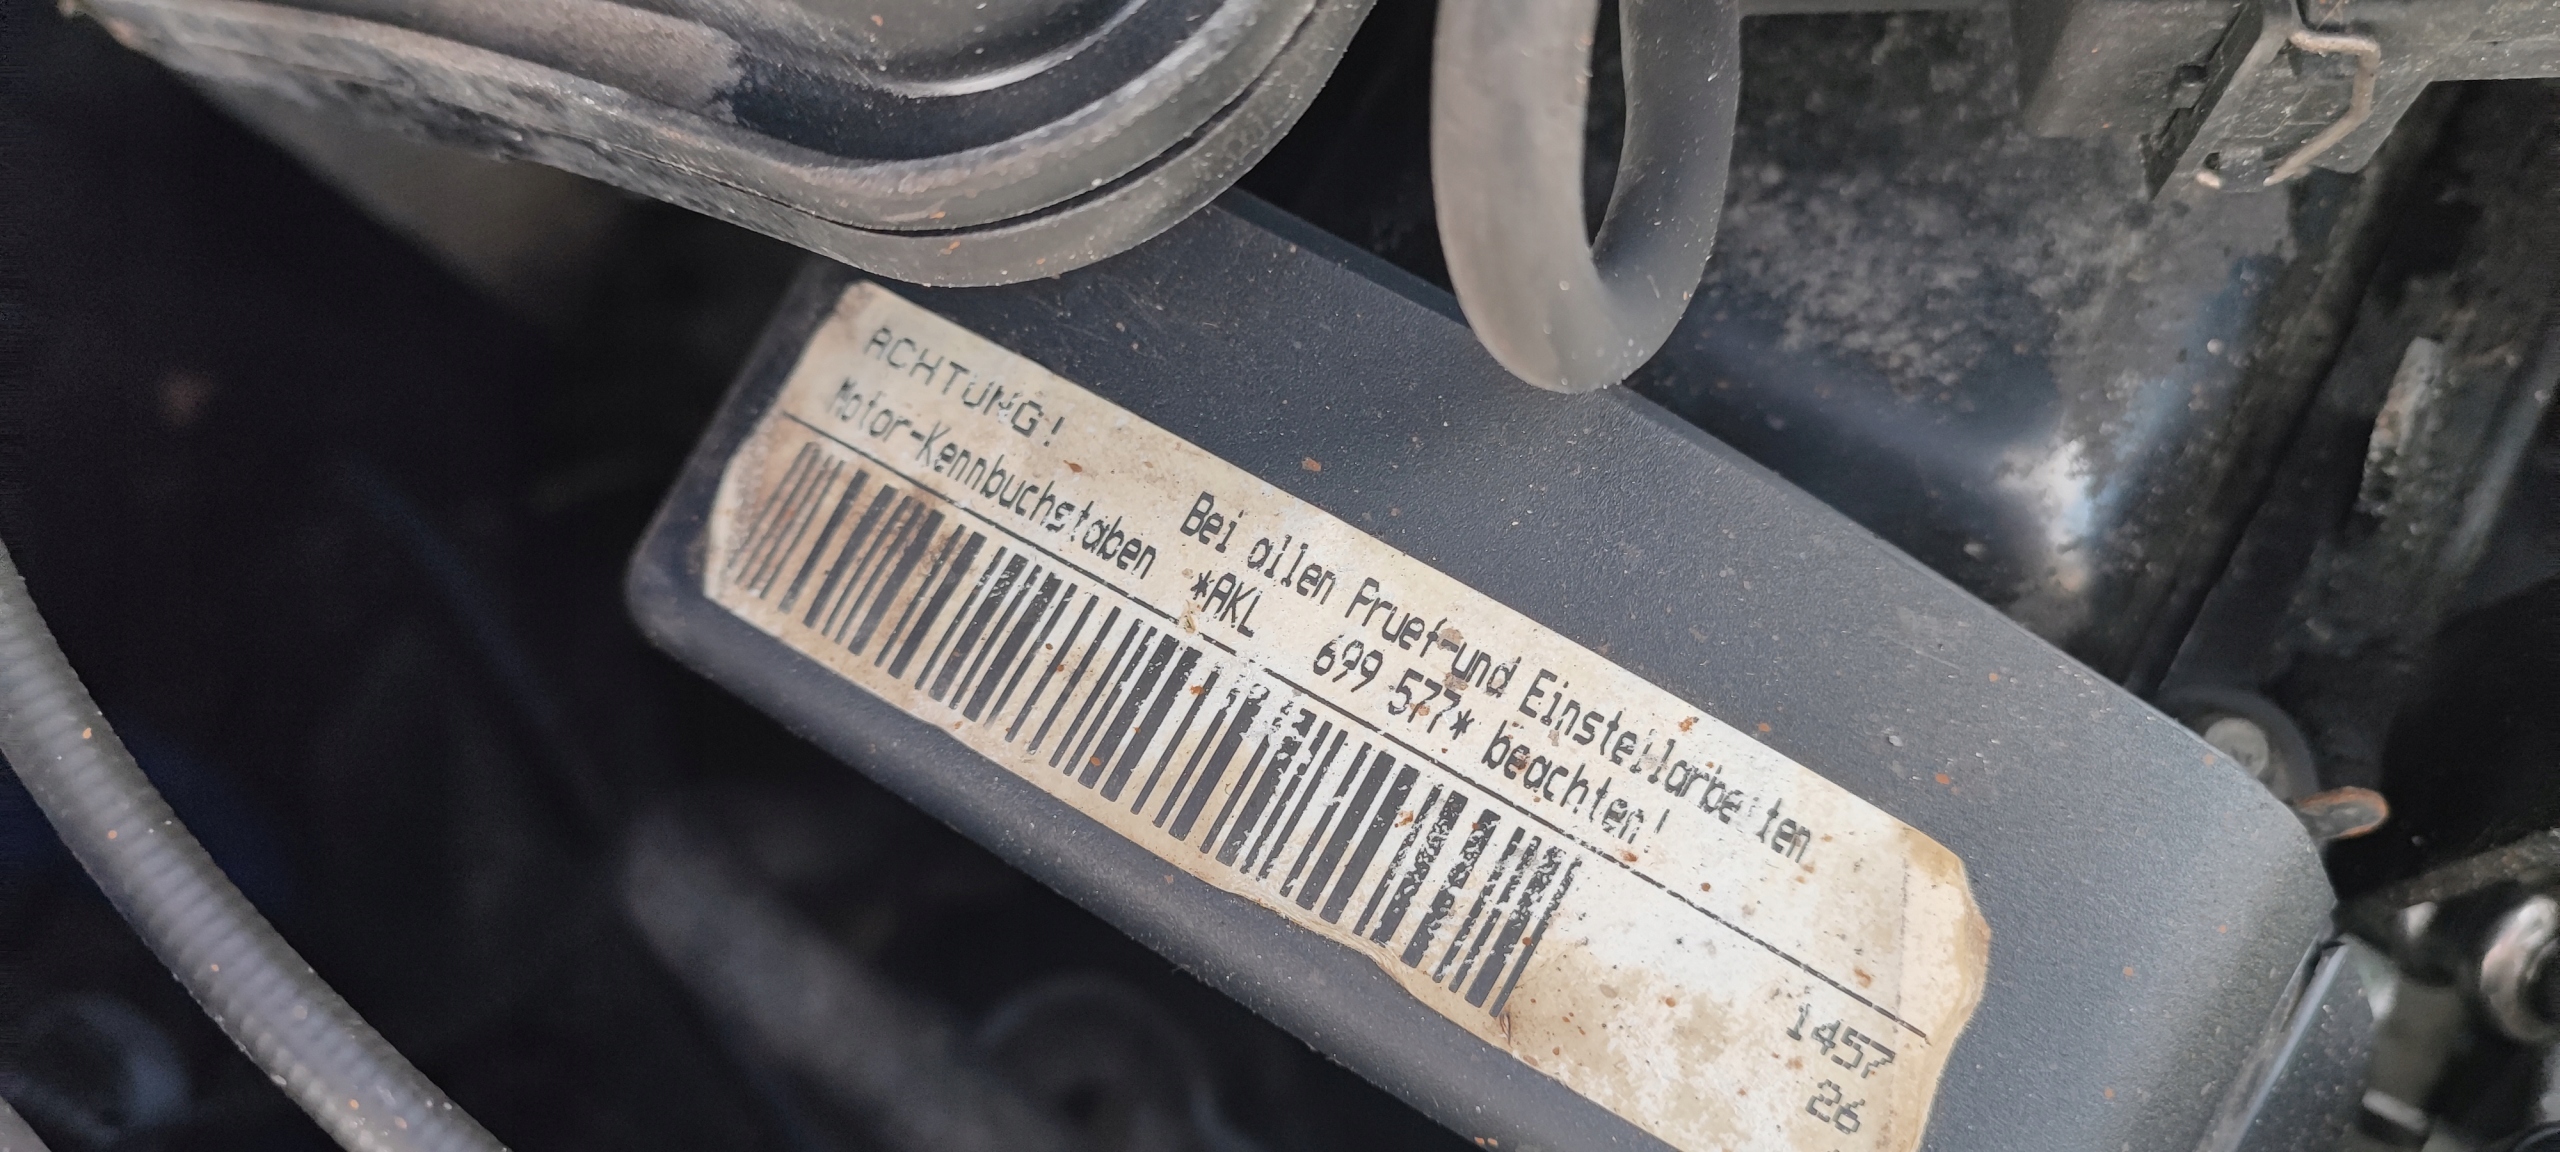 ACHTUNG! Bei allen Pruef-und Einstellarbeiten
Motor-Kennbuchstaben *AKL 699 577* beachten!
1457
26